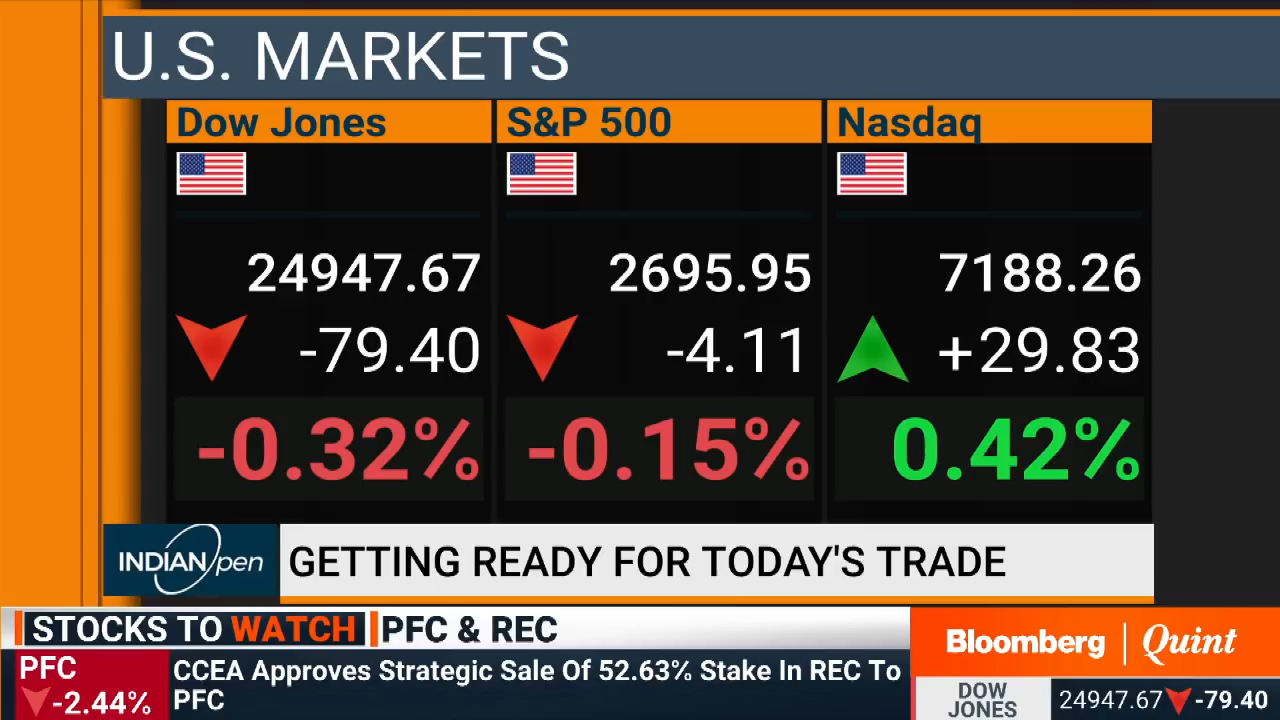 U.S. MARKETS
Dow Jones
24947.67
-79.40
-0.32%
S&P 500
2695.95
-4.11
-0.15%
Nasdaq
7188.26
+29.83
0.42%
INDIAN Open
GETTING READY FOR TODAY'S TRADE
STOCKS TO WATCH PFC & REC
PFC
-2.44%
CCEA Approves Strategic Sale Of 52.63% Stake In REC To
PFC
Bloomberg | Quint
DOW
JONES
24947.67 -79.40